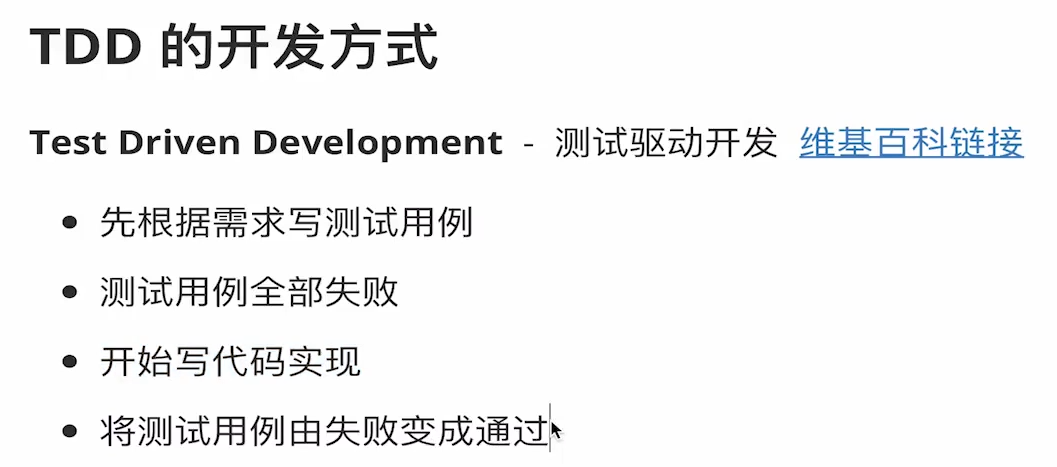 TDD 的开发方式
Test Driven Development - 测试驱动开发 维基百科链接
• 先根据需求写测试用例
• 测试用例全部失败
• 开始写代码实现
• 将测试用例由失败变成通过